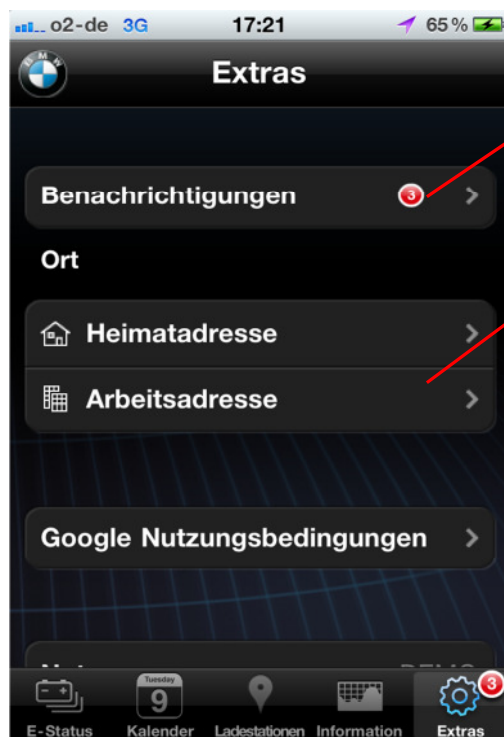 o2-de 3G 17:21 65 %
BMW
Extras
Benachrichtigungen 3
Ort
Heimatadresse
Arbeitsadresse
Google Nutzungsbedingungen
Tuesday
9
3
E-Status Kalender Ladestationen Information Extras